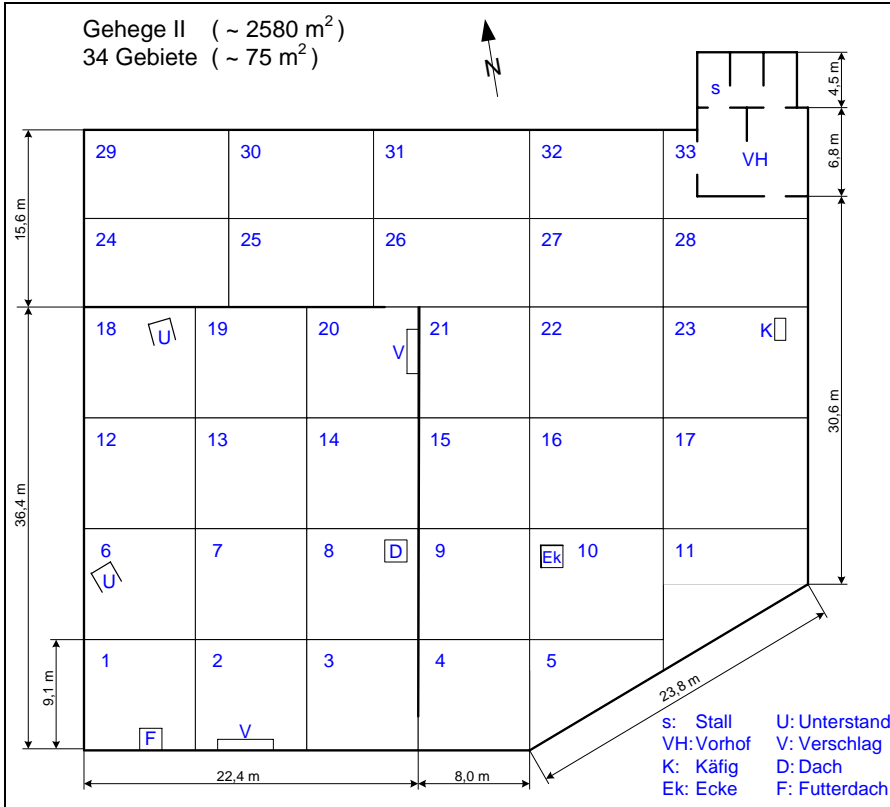 Gehege II ( ~ 2580 m² )
34 Gebiete ( ~ 75 m² )
N
s
4,5 m
VH
6,8 m
29 30 31 32 33
15,6 m
24 25 26 27 28
18 U 19 20 V 21 22 23 K
30,6 m
12 13 14 15 16 17
36,4 m
6 U 7 8 D 9 Ek 10 11
1 2 3 4 5
9,1 m
F V
23,8 m
22,4 m 8,0 m
s: Stall U: Unterstand
VH: Vorhof V: Verschlag
K: Käfig D: Dach
Ek: Ecke F: Futterdach